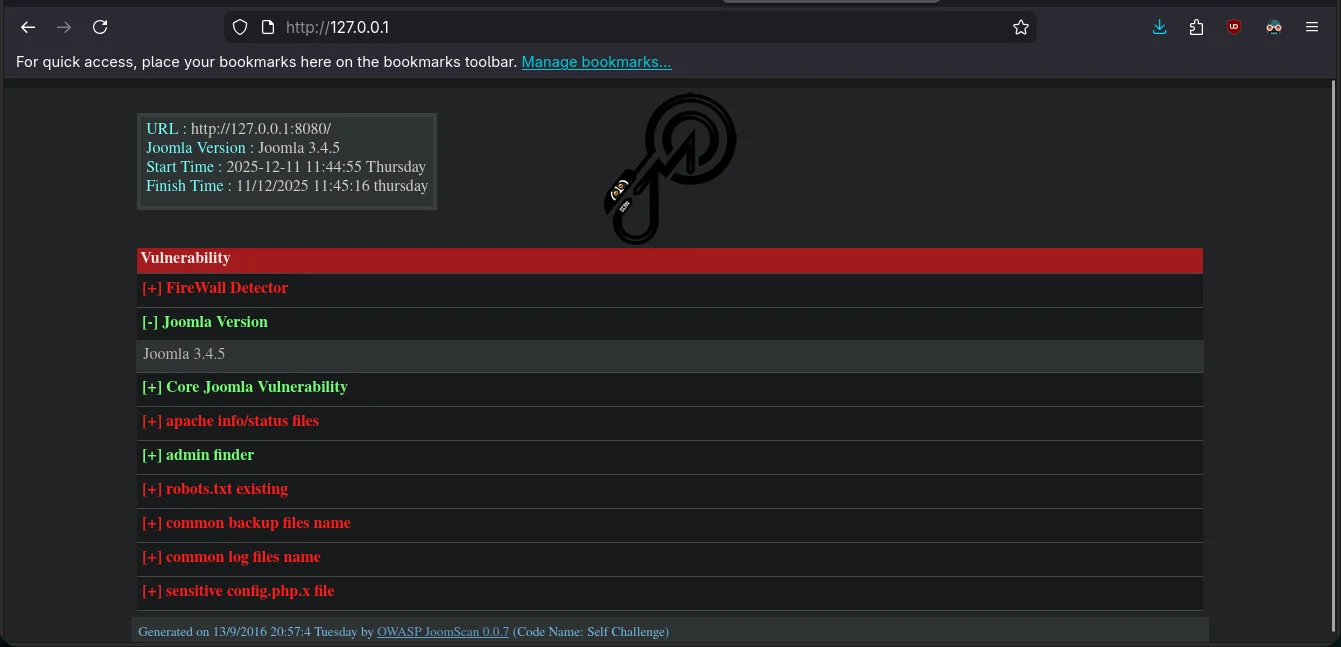 http://127.0.0.1
For quick access, place your bookmarks here on the bookmarks toolbar. Manage bookmarks...
URL : http://127.0.0.1:8080/
Joomla Version : Joomla 3.4.5
Start Time : 2025-12-11 11:44:55 Thursday
Finish Time : 11/12/2025 11:45:16 thursday
Vulnerability
[+] FireWall Detector
[-] Joomla Version
Joomla 3.4.5
[+] Core Joomla Vulnerability
[+] apache info/status files
[+] admin finder
[+] robots.txt existing
[+] common backup files name
[+] common log files name
[+] sensitive config.php.x file
Generated on 13/9/2016 20:57:4 Tuesday by OWASP JoomScan 0.0.7 (Code Name: Self Challenge)